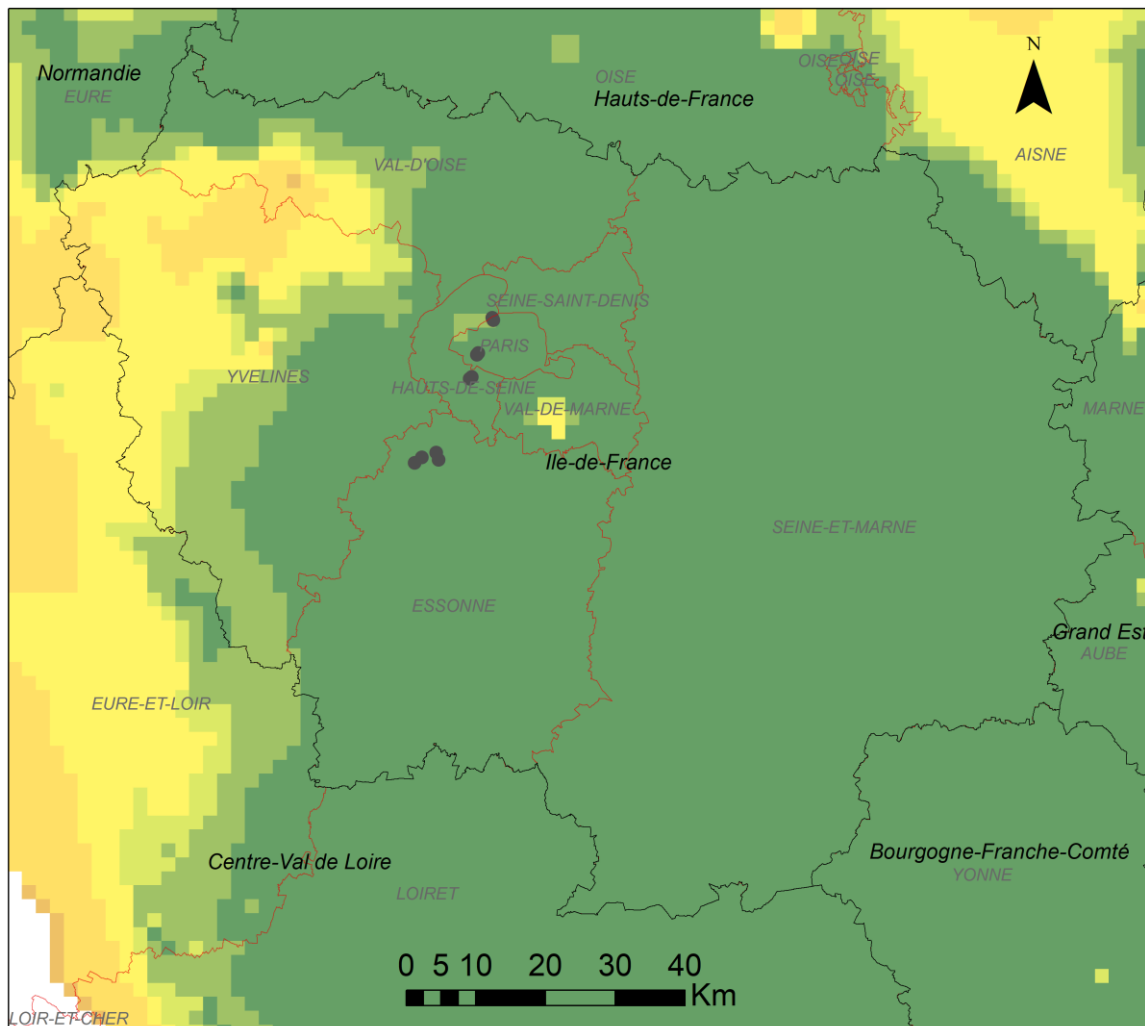 N
Normandie
EURE
OISE
OISE
OISE
OISE
Hauts-de-France
AISNE
VAL-D'OISE
SEINE-SAINT-DENIS
PARIS
YVELINES
HAUTS-DE-SEINE
VAL-DE-MARNE
MARNE
Ile-de-France
SEINE-ET-MARNE
ESSONNE
Grand Est
AUBE
EURE-ET-LOIR
Centre-Val de Loire
Bourgogne-Franche-Comté
YONNE
LOIRET
0 5 10 20 30 40
Km
LOIR-ET-CHER